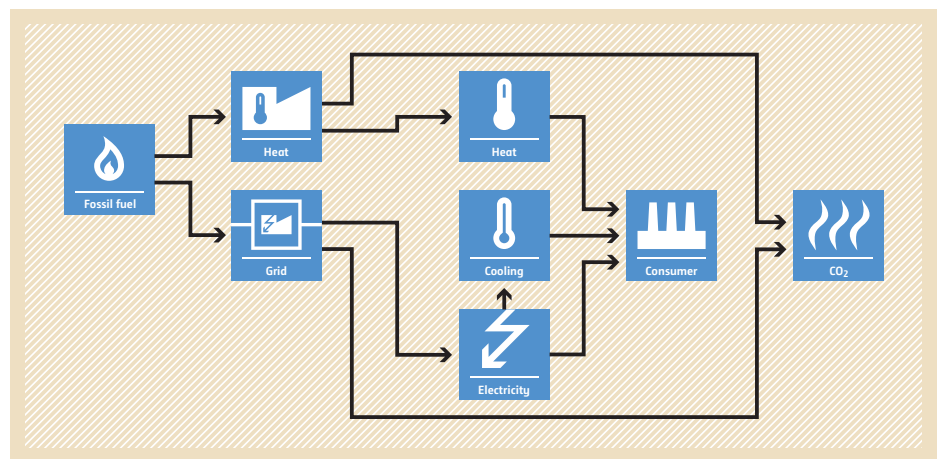 Fossil fuel
Heat
Grid
Heat
Cooling
Electricity
Consumer
CO₂